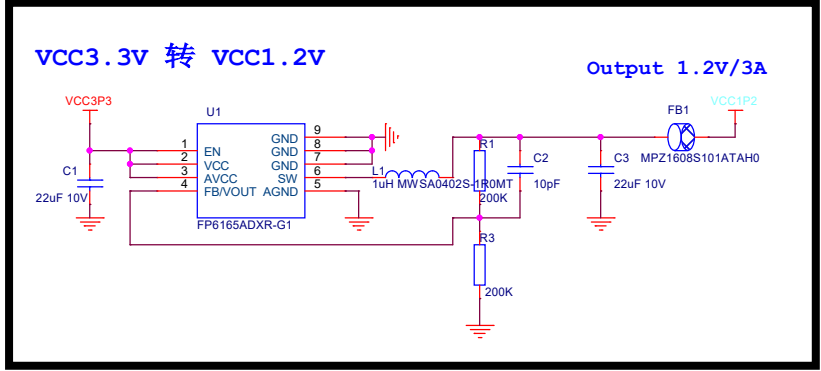 VCC3.3V 转 VCC1.2V
Output 1.2V/3A
VCC3P3
U1
FB1
VCC1P2
1 EN GND 9
2 VCC GND 8
3 AVCC GND 7
4 FB/VOUT SW 6
AGND 5
FP6165ADXR-G1
C1
22uF 10V
L1
1uH MWSA0402S-1R0MT
R1
200K
C2
10pF
C3
22uF 10V
MPZ1608S101ATAH0
R3
200K